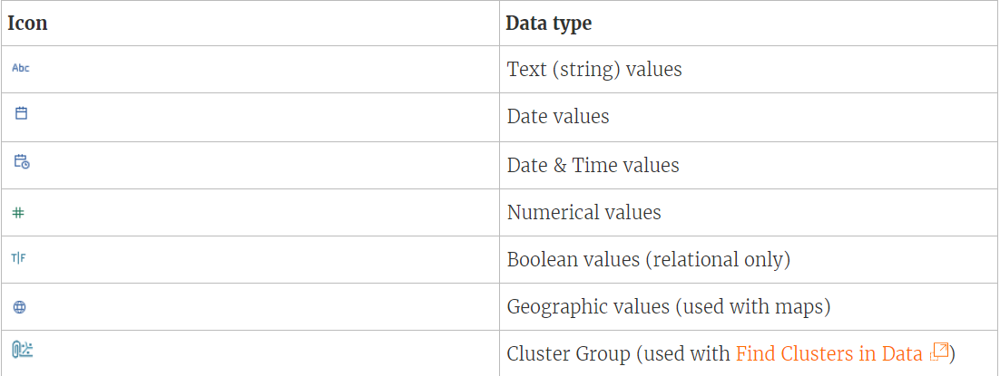 Icon Data type
Abc Text (string) values
Date values
Date & Time values
# Numerical values
T|F Boolean values (relational only)
Geographic values (used with maps)
Cluster Group (used with Find Clusters in Data )